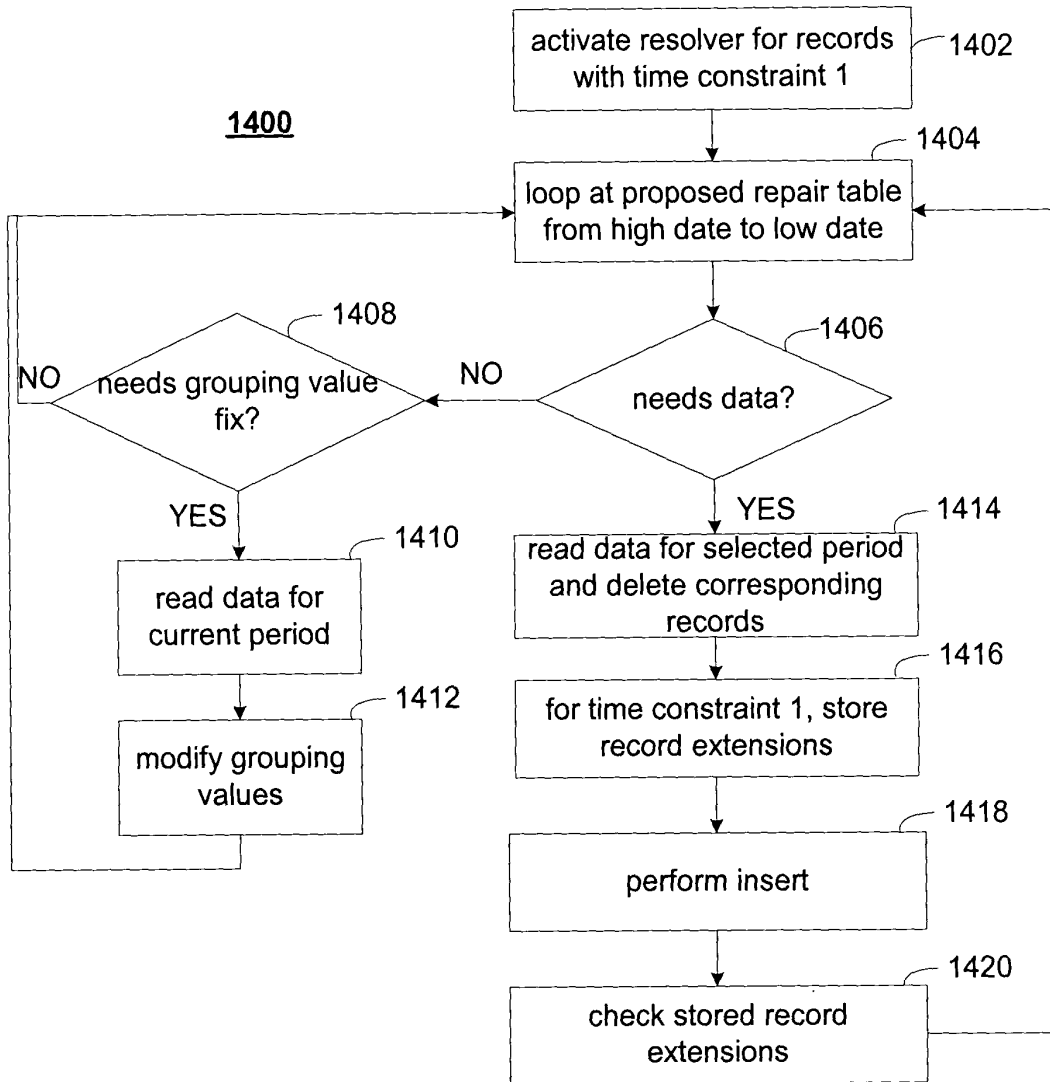 activate resolver for records
with time constraint 1
1402
1400
1404
loop at proposed repair table
from high date to low date
1408
1406
NO
needs grouping value
fix?
NO
needs data?
YES
1410
YES
1414
read data for
current period
read data for selected period
and delete corresponding
records
1412
1416
modify grouping
values
for time constraint 1, store
record extensions
1418
perform insert
1420
check stored record
extensions